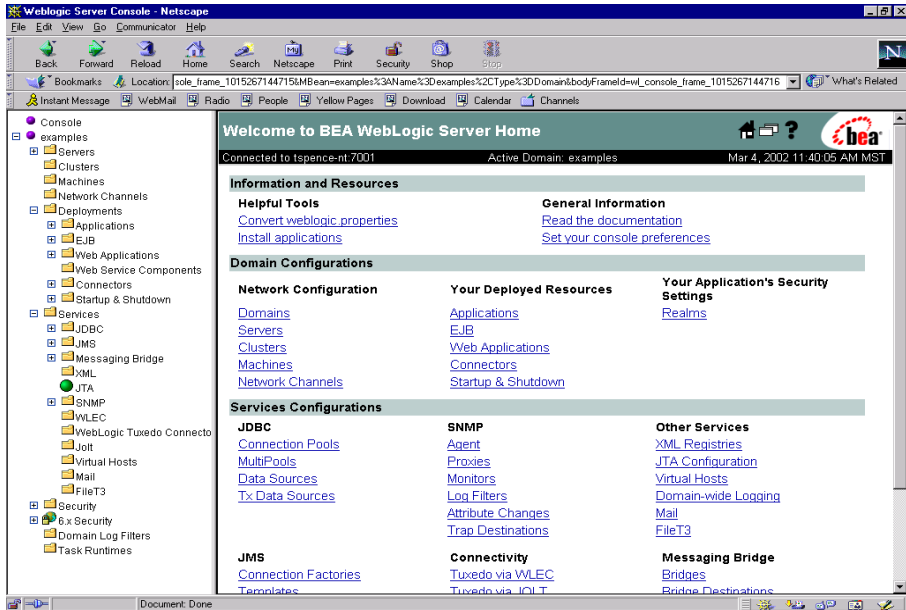 Weblogic Server Console - Netscape
File Edit View Go Communicator Help
Back Forward Reload Home Search Netscape Print Security Shop Stop
My
N
Bookmarks Location: sole_frame_1015267144715&MBean=examples%3AName%3Dexamples%2CType%3DDomain&bodyFrameId=wl_console_frame_1015267144716 What's Related
Instant Message WebMail Radio People Yellow Pages Download Calendar Channels
Console
examples
Servers
Clusters
Machines
Network Channels
Deployments
Applications
EJB
Web Applications
Web Service Components
Connectors
Startup & Shutdown
Services
JDBC
JMS
Messaging Bridge
XML
JTA
SNMP
WLEC
WebLogic Tuxedo Connecto
Jolt
Virtual Hosts
Mail
FileT3
Security
6.x Security
Domain Log Filters
Task Runtimes
Welcome to BEA WebLogic Server Home
?
bea
Connected to tspence-nt:7001 Active Domain: examples Mar 4, 2002 11:40:05 AM MST
Information and Resources
Helpful Tools
Convert weblogic.properties
Install applications
General Information
Read the documentation
Set your console preferences
Domain Configurations
Network Configuration
Domains
Servers
Clusters
Machines
Network Channels
Your Deployed Resources
Applications
EJB
Web Applications
Connectors
Startup & Shutdown
Your Application's Security
Settings
Realms
Services Configurations
JDBC
Connection Pools
MultiPools
Data Sources
Tx Data Sources
SNMP
Agent
Proxies
Monitors
Log Filters
Attribute Changes
Trap Destinations
Other Services
XML Registries
JTA Configuration
Virtual Hosts
Domain-wide Logging
Mail
FileT3
JMS
Connection Factories
Templates
Connectivity
Tuxedo via WLEC
Tuxedo via JOLT
Messaging Bridge
Bridges
Bridge Destinations
Document: Done